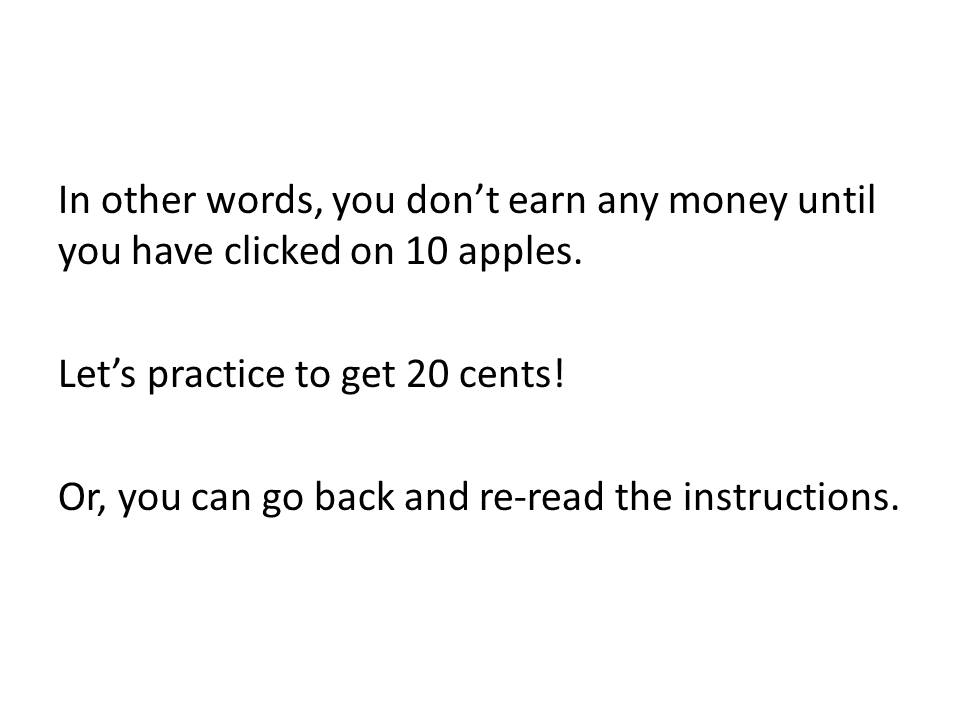 In other words, you don’t earn any money until
you have clicked on 10 apples.
Let’s practice to get 20 cents!
Or, you can go back and re-read the instructions.